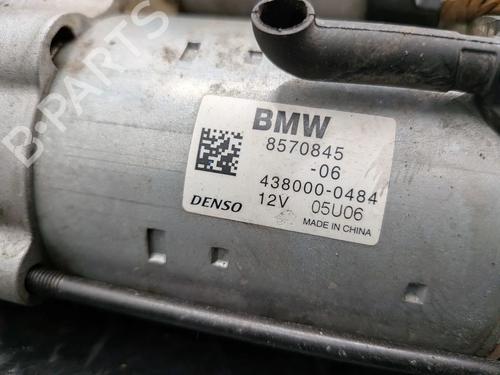 B-PARTS
BMW
8570845
-06
438000-0484
DENSO 12V 05U06
MADE IN CHINA